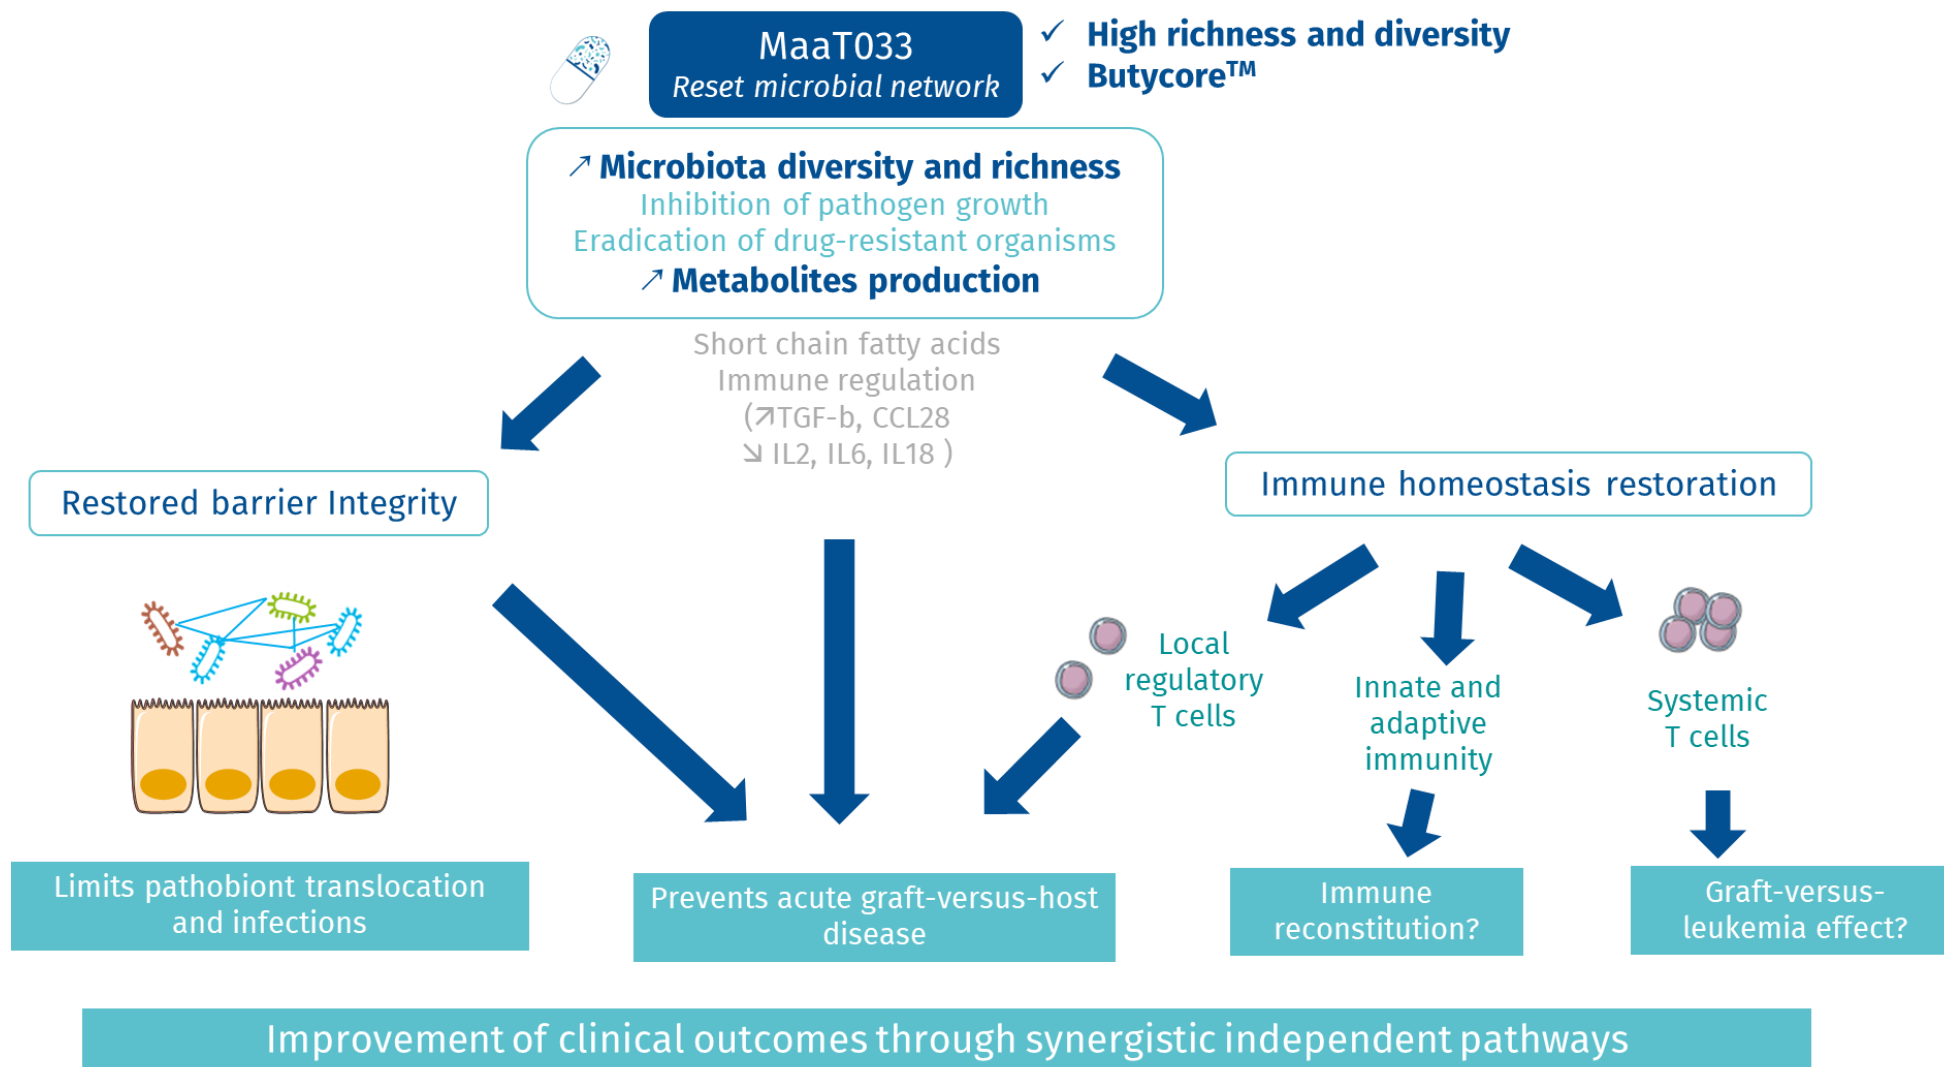 MaaT033
Reset microbial network
✓ High richness and diversity
✓ Butycore™
↗ Microbiota diversity and richness
Inhibition of pathogen growth
Eradication of drug-resistant organisms
↗ Metabolites production
Short chain fatty acids
Immune regulation
(↗TGF-b, CCL28
↘ IL2, IL6, IL18 )
Restored barrier Integrity
Immune homeostasis restoration
Local
regulatory
T cells
Innate and
adaptive
immunity
Systemic
T cells
Limits pathobiont translocation
and infections
Prevents acute graft-versus-host
disease
Immune
reconstitution?
Graft-versus-
leukemia effect?
Improvement of clinical outcomes through synergistic independent pathways